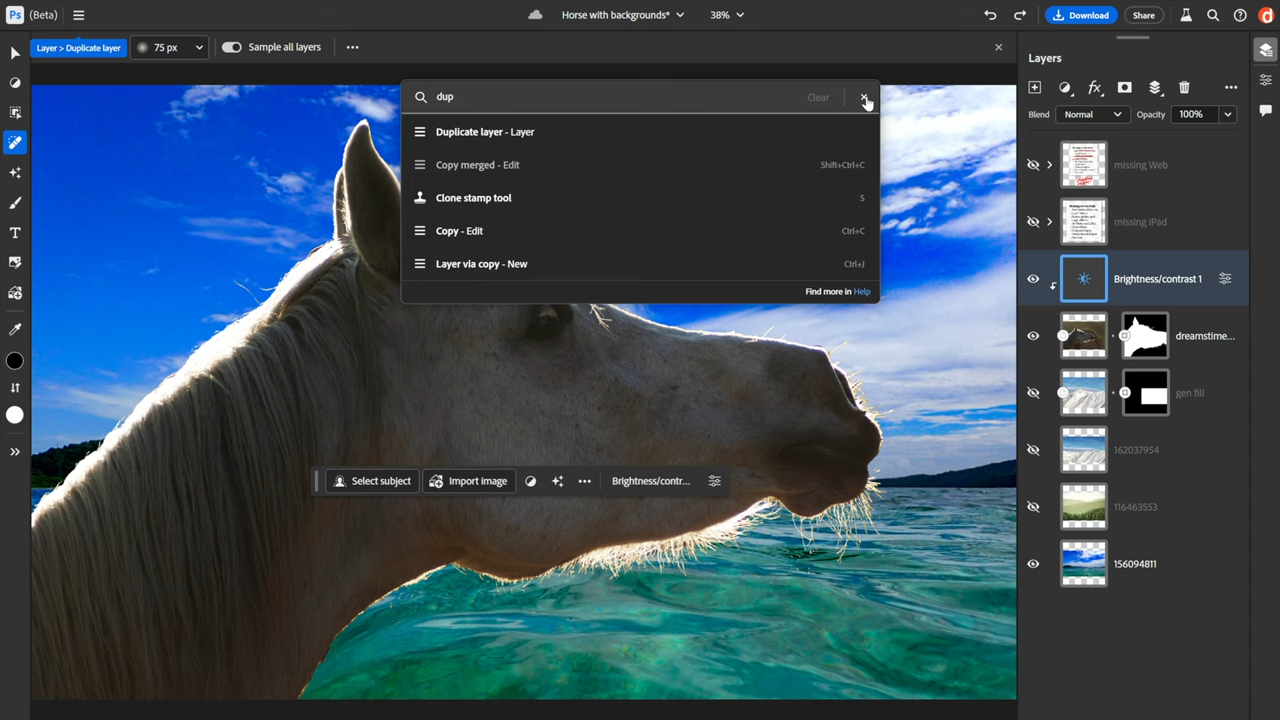 Ps (Beta)
Horse with backgrounds*
38%
Download
Share
Layer > Duplicate layer
75 px
Sample all layers
dup
Clear
Duplicate layer - Layer
Copy merged - Edit Shift+Ctrl+C
Clone stamp tool S
Copy - Edit Ctrl+C
Layer via copy - New Ctrl+J
Find more in Help
Select subject
Import image
Brightness/contr...
Layers
Blend Normal Opacity 100%
missing Web
missing iPad
Brightness/contrast 1
dreamstime...
gen fill
162037954
116463553
156094811